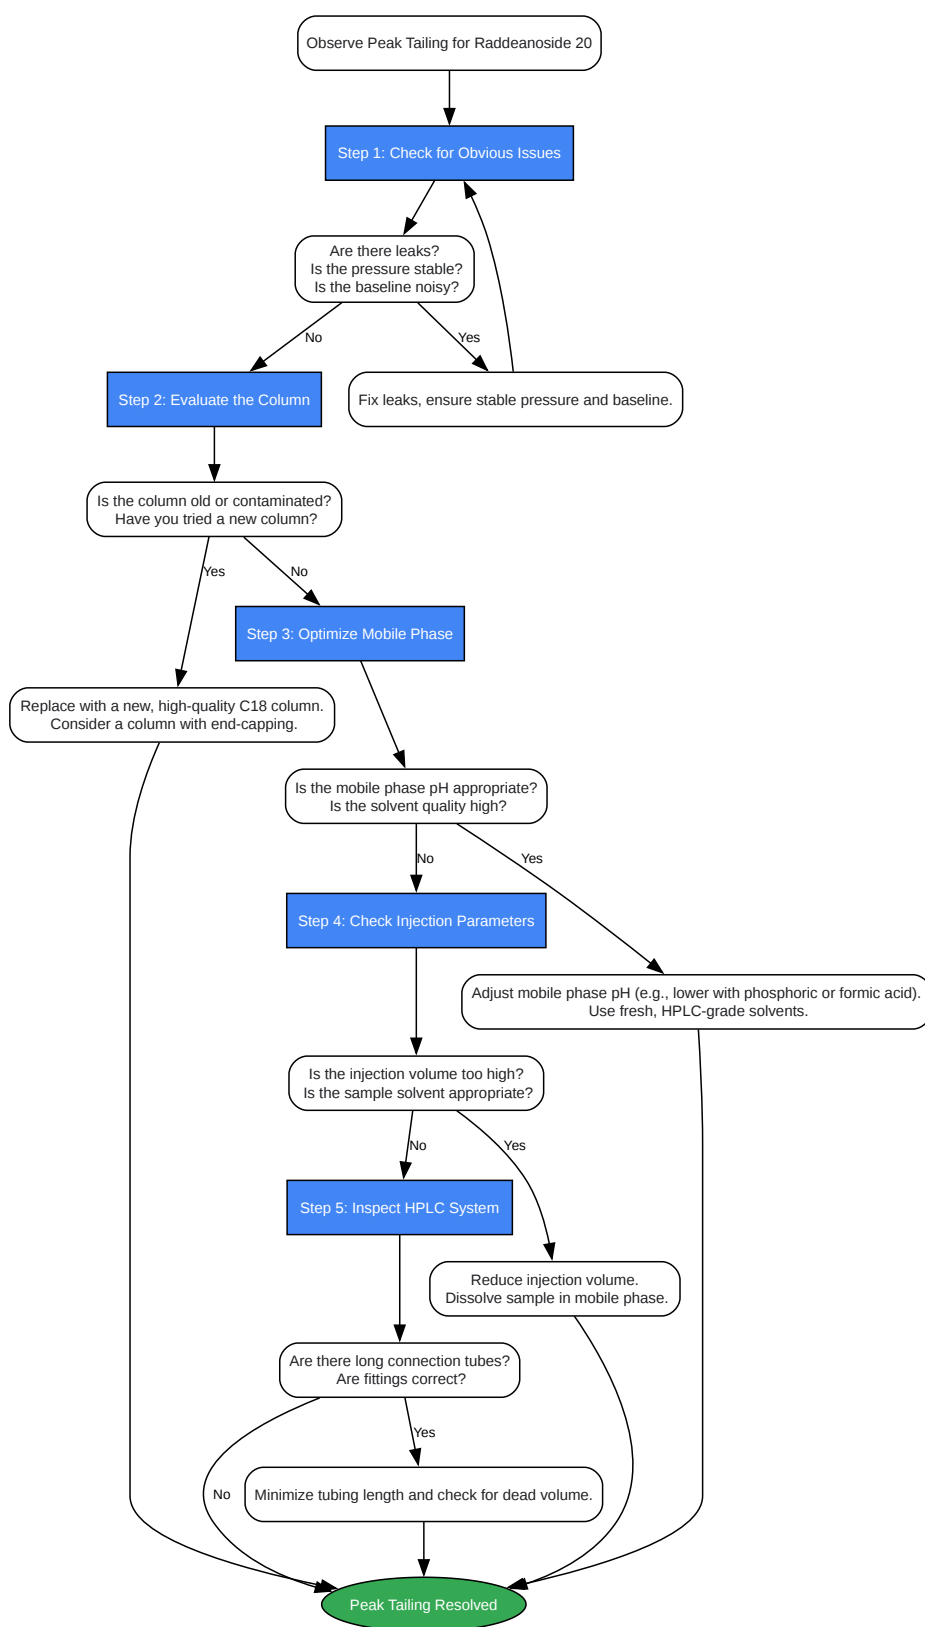 Observe Peak Tailing for Raddeanoside 20
Step 1: Check for Obvious Issues
Are there leaks?
Is the pressure stable?
Is the baseline noisy?
No
Yes
Step 2: Evaluate the Column
Fix leaks, ensure stable pressure and baseline.
Is the column old or contaminated?
Have you tried a new column?
Yes
No
Step 3: Optimize Mobile Phase
Replace with a new, high-quality C18 column.
Consider a column with end-capping.
Is the mobile phase pH appropriate?
Is the solvent quality high?
No
Yes
Step 4: Check Injection Parameters
Adjust mobile phase pH (e.g., lower with phosphoric or formic acid).
Use fresh, HPLC-grade solvents.
Is the injection volume too high?
Is the sample solvent appropriate?
No
Yes
Step 5: Inspect HPLC System
Reduce injection volume.
Dissolve sample in mobile phase.
Are there long connection tubes?
Are fittings correct?
Yes
No
Minimize tubing length and check for dead volume.
Peak Tailing Resolved